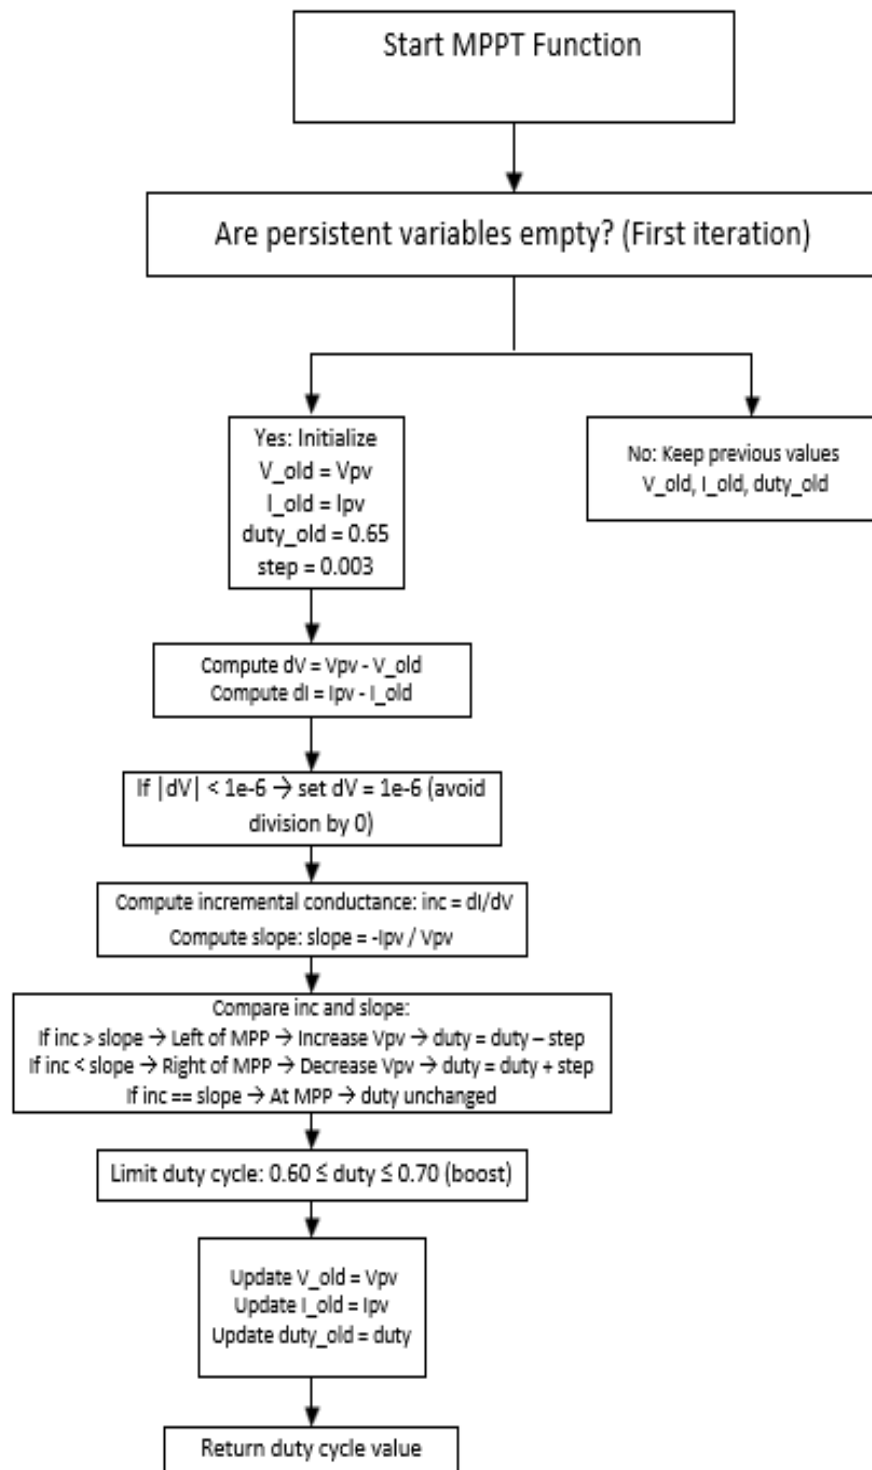 Start MPPT Function
Are persistent variables empty? (First iteration)
Yes: Initialize
V_old = Vpv
I_old = Ipv
duty_old = 0.65
step = 0.003
No: Keep previous values
V_old, I_old, duty_old
Compute dV = Vpv - V_old
Compute dI = Ipv - I_old
If |dV| < 1e-6 → set dV = 1e-6 (avoid
division by 0)
Compute incremental conductance: inc = dI/dV
Compute slope: slope = -Ipv / Vpv
Compare inc and slope:
If inc > slope → Left of MPP → Increase Vpv → duty = duty – step
If inc < slope → Right of MPP → Decrease Vpv → duty = duty + step
If inc == slope → At MPP → duty unchanged
Limit duty cycle: 0.60 ≤ duty ≤ 0.70 (boost)
Update V_old = Vpv
Update I_old = Ipv
Update duty_old = duty
Return duty cycle value